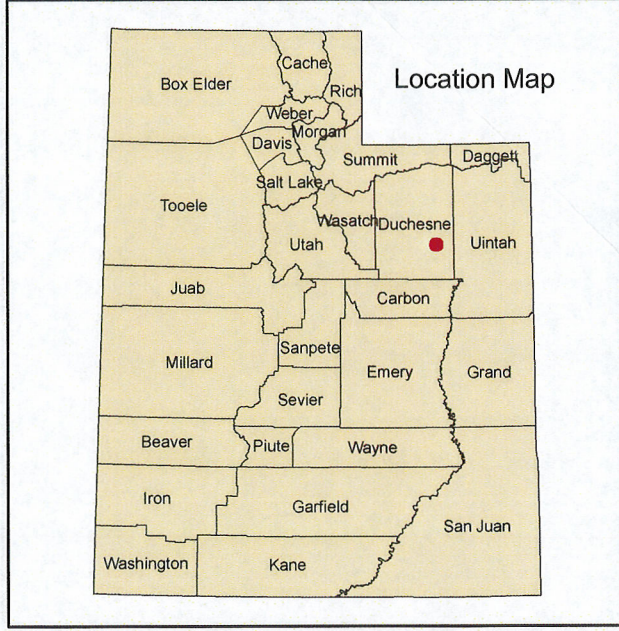 Location Map
Cache
Box Elder
Rich
Weber
Morgan
Davis
Summit
Daggett
Salt Lake
Tooele
Wasatch
Duchesne
Utah
Uintah
Juab
Carbon
Sanpete
Millard
Emery
Grand
Sevier
Beaver
Piute
Wayne
Iron
Garfield
San Juan
Washington
Kane